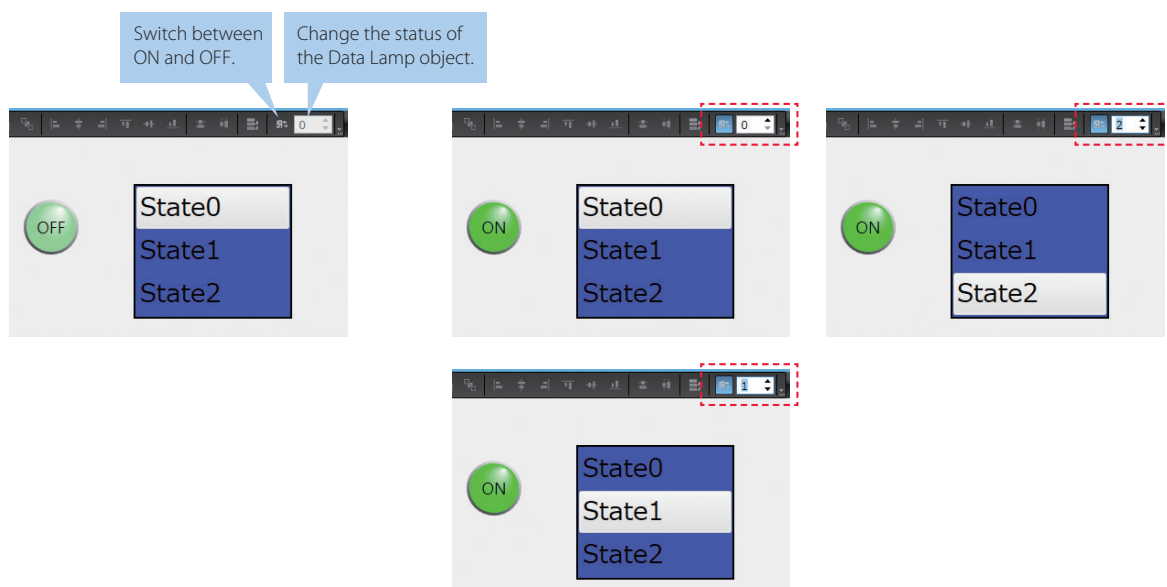 Switch between
ON and OFF.
Change the status of
the Data Lamp object.
0
OFF
State0
State1
State2
0
ON
State0
State1
State2
2
ON
State0
State1
State2
1
ON
State0
State1
State2